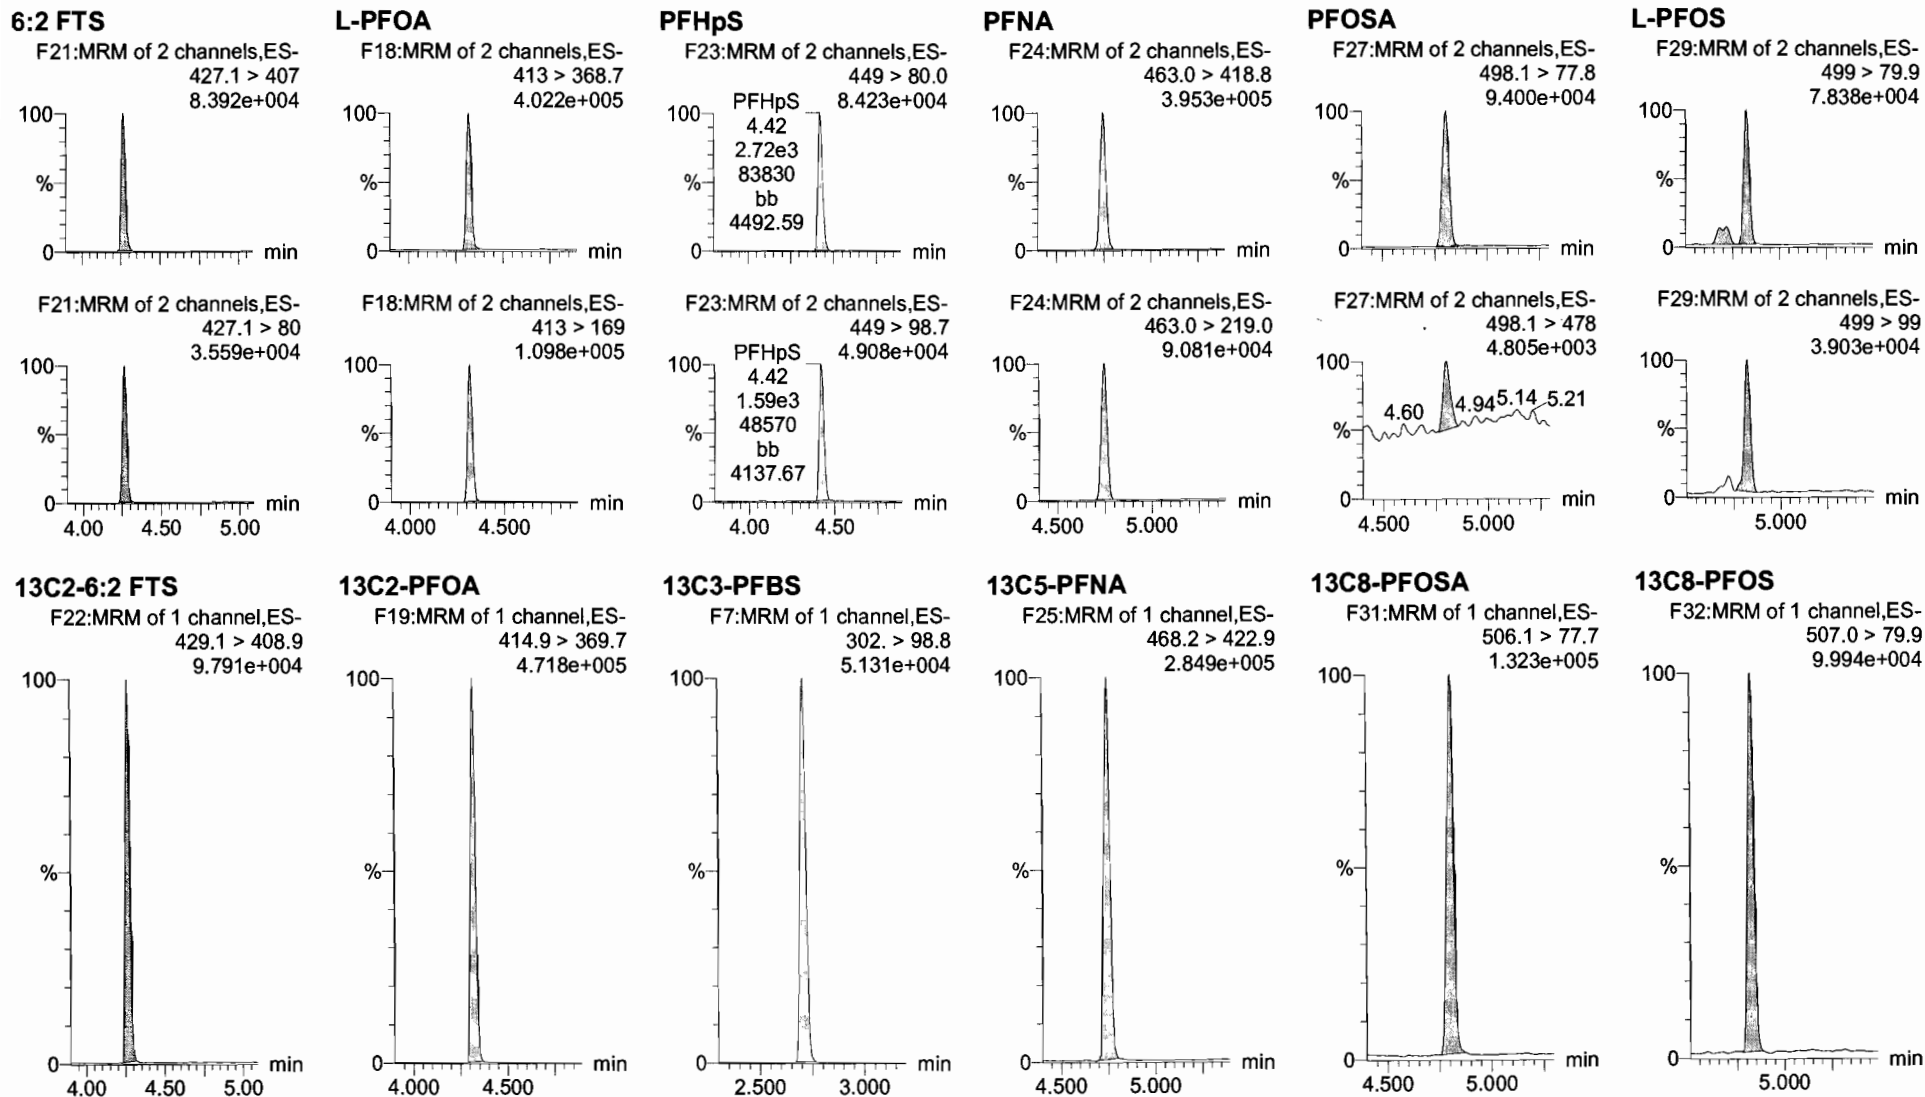 6:2 FTS
F21:MRM of 2 channels,ES-
427.1 > 407
8.392e+004
100
%
0
min
L-PFOA
F18:MRM of 2 channels,ES-
413 > 368.7
4.022e+005
100
%
0
min
PFHpS
F23:MRM of 2 channels,ES-
449 > 80.0
8.423e+004
PFHpS
4.42
2.72e3
83830
bb
4492.59
100
%
0
min
PFNA
F24:MRM of 2 channels,ES-
463.0 > 418.8
3.953e+005
100
%
0
min
PFOSA
F27:MRM of 2 channels,ES-
498.1 > 77.8
9.400e+004
100
%
0
min
L-PFOS
F29:MRM of 2 channels,ES-
499 > 79.9
7.838e+004
100
%
0
min
F21:MRM of 2 channels,ES-
427.1 > 80
3.559e+004
100
%
0
min
4.00 4.50 5.00
F18:MRM of 2 channels,ES-
413 > 169
1.098e+005
100
%
0
min
4.000 4.500
F23:MRM of 2 channels,ES-
449 > 98.7
4.908e+004
PFHpS
4.42
1.59e3
48570
bb
4137.67
100
%
0
min
4.00 4.50
F24:MRM of 2 channels,ES-
463.0 > 219.0
9.081e+004
100
%
0
min
4.500 5.000
F27:MRM of 2 channels,ES-
498.1 > 478
4.805e+003
100
4.60 4.94 5.14 5.21
%
0
min
4.500 5.000
F29:MRM of 2 channels,ES-
499 > 99
3.903e+004
100
%
0
min
5.000
13C2-6:2 FTS
F22:MRM of 1 channel,ES-
429.1 > 408.9
9.791e+004
100
%
0
min
4.00 4.50 5.00
13C2-PFOA
F19:MRM of 1 channel,ES-
414.9 > 369.7
4.718e+005
100
%
0
min
4.000 4.500
13C3-PFBS
F7:MRM of 1 channel,ES-
302. > 98.8
5.131e+004
100
%
0
min
2.500 3.000
13C5-PFNA
F25:MRM of 1 channel,ES-
468.2 > 422.9
2.849e+005
100
%
0
min
4.500 5.000
13C8-PFOSA
F31:MRM of 1 channel,ES-
506.1 > 77.7
1.323e+005
100
%
0
min
4.500 5.000
13C8-PFOS
F32:MRM of 1 channel,ES-
507.0 > 79.9
9.994e+004
100
%
0
min
5.000